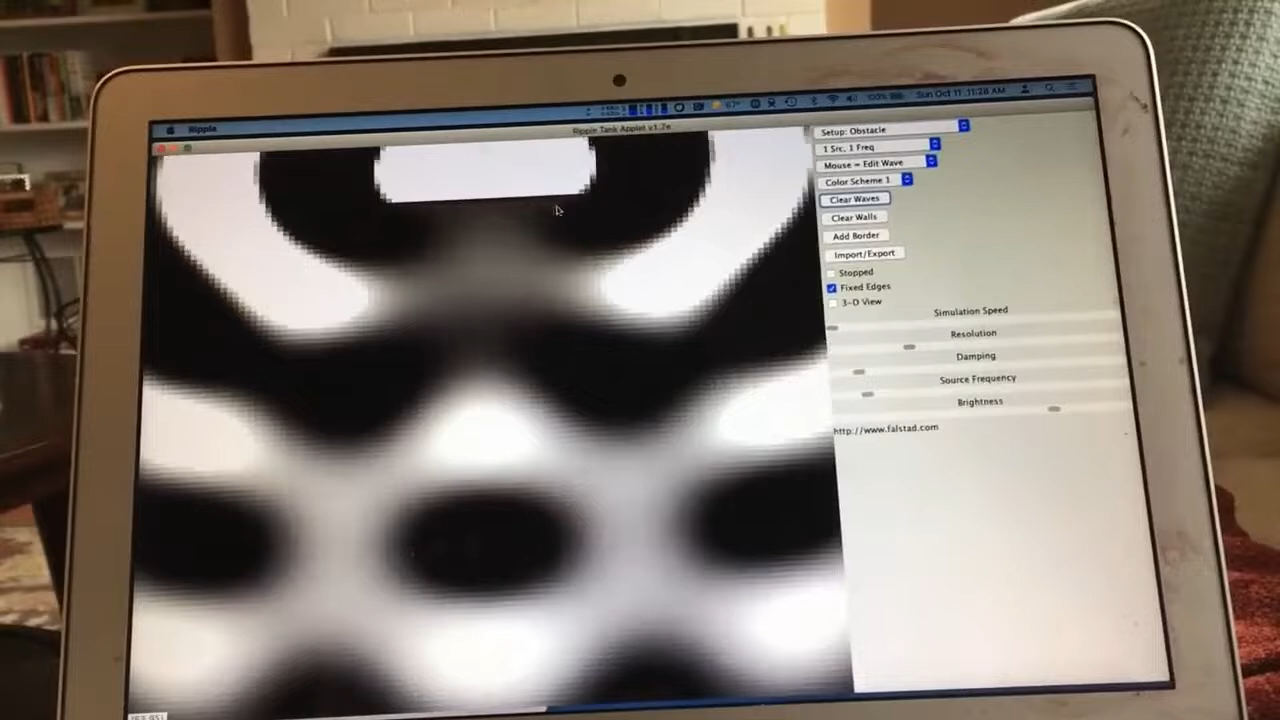 Ripple
67°
100%
Sun Oct 11 11:28 AM
Ripple Tank Applet v1.7e
Setup: Obstacle
1 Src, 1 Freq
Mouse = Edit Wave
Color Scheme 1
Clear Waves
Clear Walls
Add Border
Import/Export
Stopped
Fixed Edges
3-D View
Simulation Speed
Resolution
Damping
Source Frequency
Brightness
http://www.falstad.com